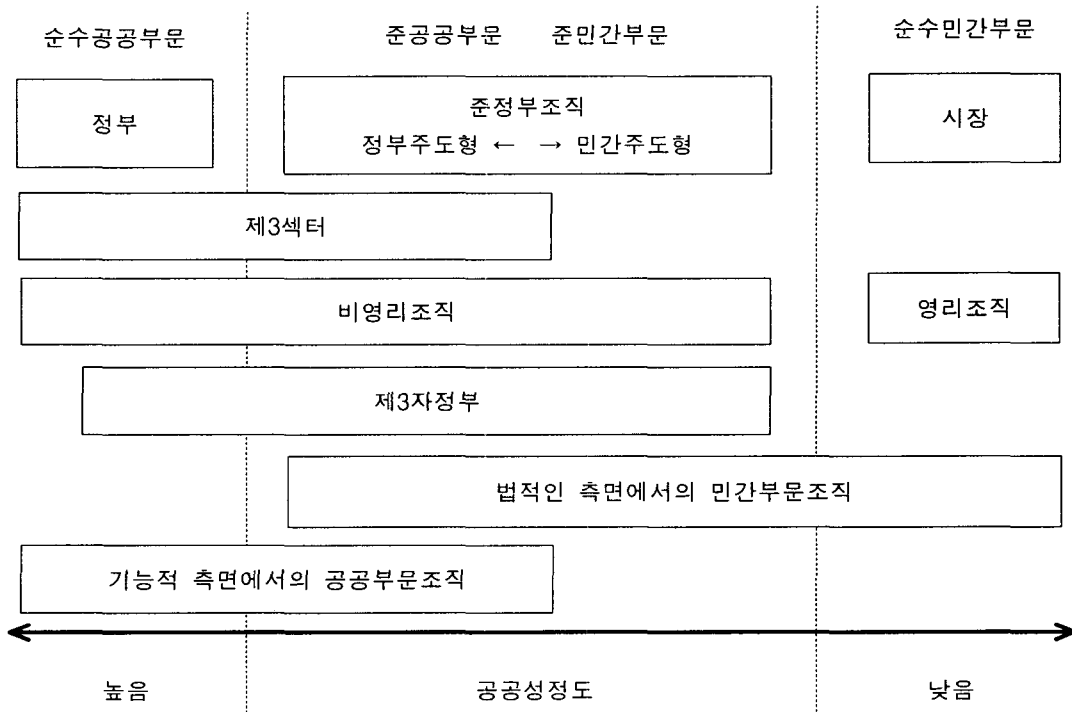 순수공공부문 준공공부문 준민간부문 순수민간부문
정부
준정부조직
정부주도형 ← → 민간주도형
시장
제3섹터
비영리조직
영리조직
제3자정부
법적인 측면에서의 민간부문조직
기능적 측면에서의 공공부문조직
높음 공공성정도 낮음